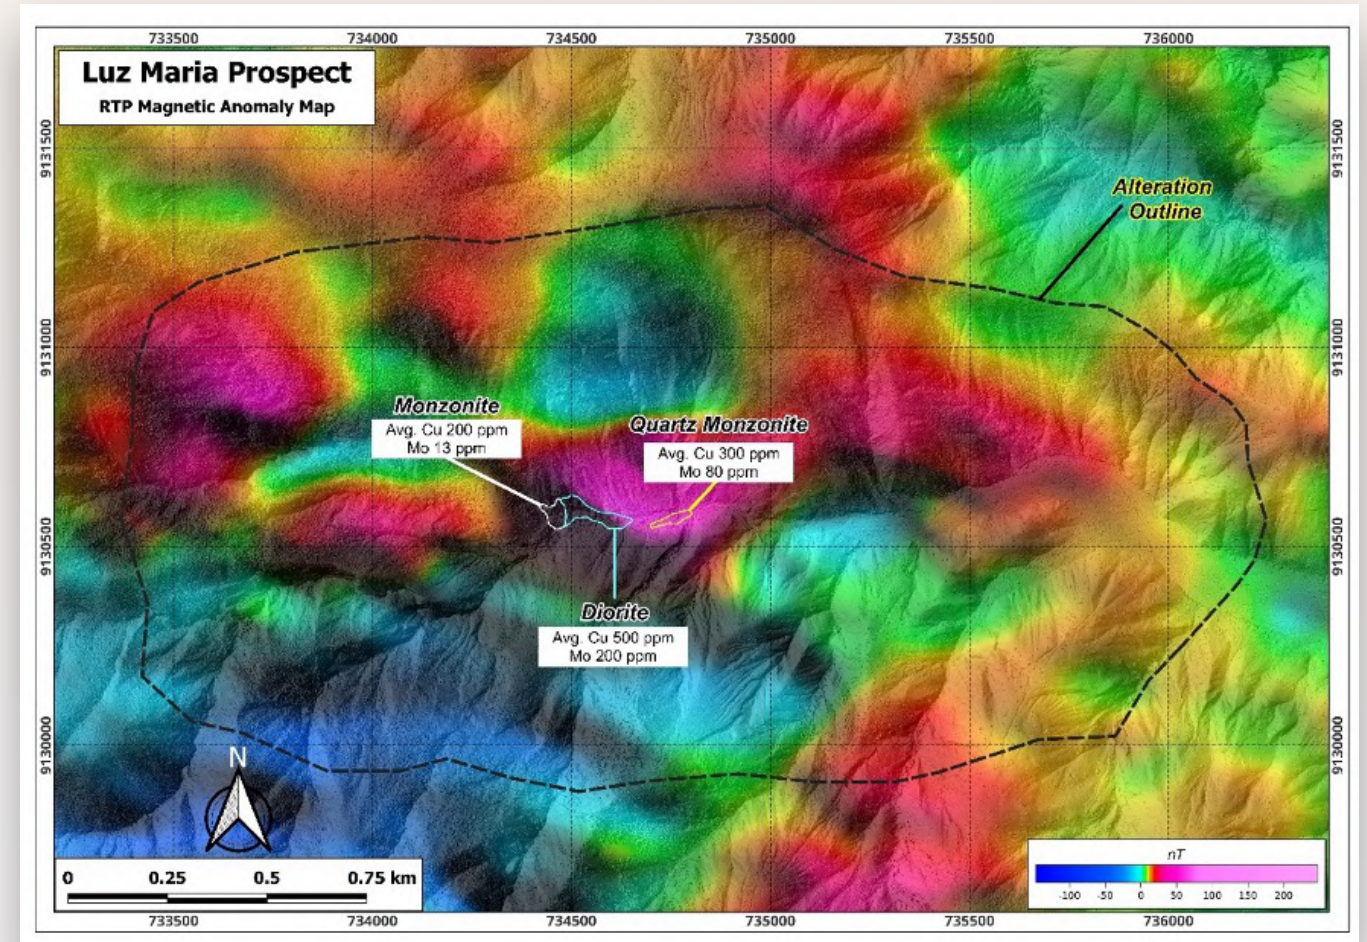 733500 734000 734500 735000 735500 736000
Luz Maria Prospect
RTP Magnetic Anomaly Map
9131500
9131500
Alteration
Outline
9131000
9131000
Monzonite
Avg. Cu 200 ppm
Mo 13 ppm
Quartz Monzonite
Avg. Cu 300 ppm
Mo 80 ppm
9130500
9130500
Diorite
Avg. Cu 500 ppm
Mo 200 ppm
9130000
9130000
N
0 0.25 0.5 0.75 km
nT
-100 -50 0 50 100 150 200
733500 734000 734500 735000 735500 736000